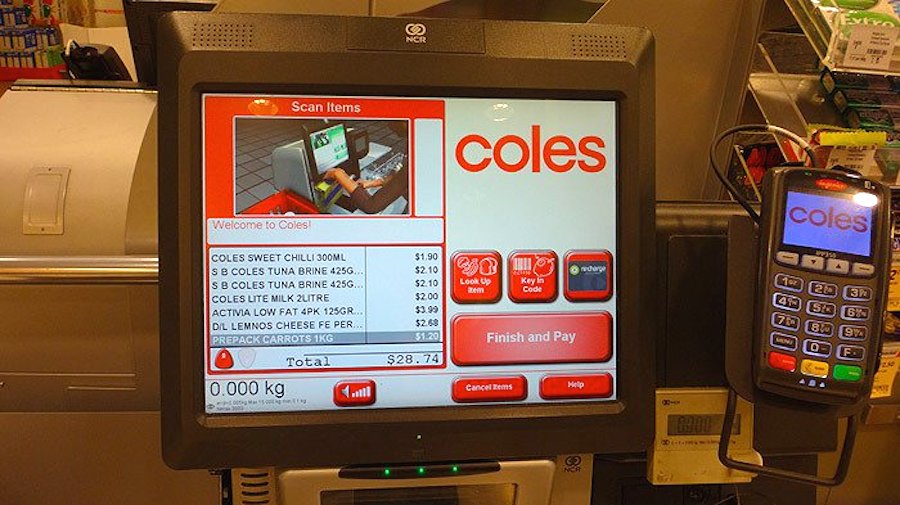 NCR
Scan Items
coles
Welcome to Coles!
COLES SWEET CHILLI 300ML $1.90
S B COLES TUNA BRINE 425G... $2.10
S B COLES TUNA BRINE 425G... $2.10
COLES LITE MILK 2LITRE $2.00
ACTIVIA LOW FAT 4PK 125GR... $3.99
D/L LEMNOS CHEESE FE PER... $2.68
PREPACK CARROTS 1KG $1.20
Total $28.74
0.000 kg
Look Up
Item
Key In
Code
recharge
Finish and Pay
Cancel Items
Help
NCR
coles
Extra